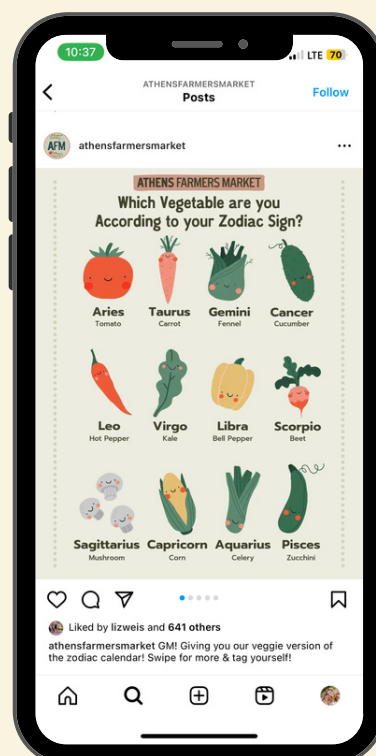 10:37
LTE 70
ATHENSFARMERSMARKET
Posts
Follow
AFM
athensfarmersmarket
ATHENS FARMERS MARKET
Which Vegetable are you
According to your Zodiac Sign?
Aries Taurus Gemini Cancer
Tomato Carrot Fennel Cucumber
Leo Virgo Libra Scorpio
Hot Pepper Kale Bell Pepper Beet
Sagittarius Capricorn Aquarius Pisces
Mushroom Corn Celery Zucchini
Liked by lizweis and 641 others
athensfarmersmarket GM! Giving you our veggie version of
the zodiac calendar! Swipe for more & tag yourself!